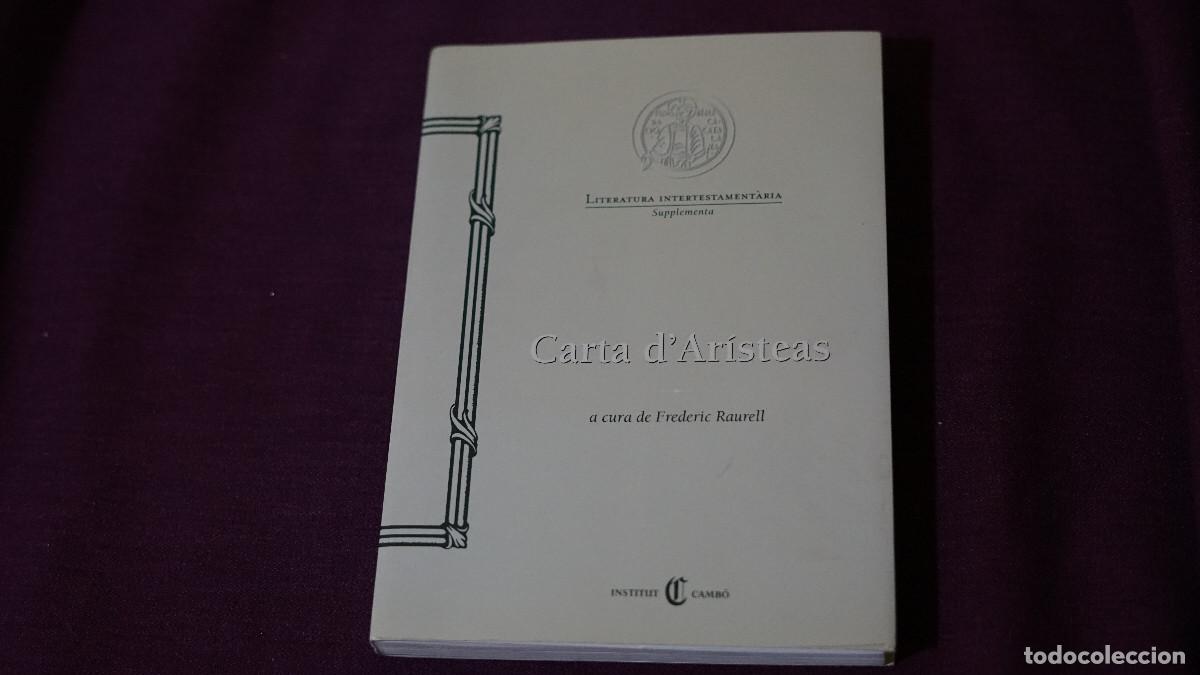 LITERATURA INTERTESTAMENTÀRIA
Supplementa
Carta d'Arísteas
a cura de Frederic Raurell
INSTITUT CAMBÓ
todocoleccion